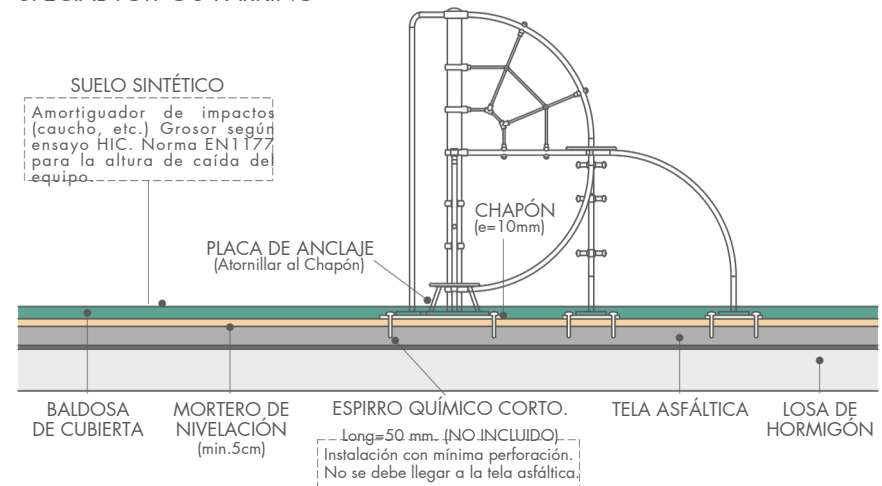 SUELO SINTÉTICO
Amortiguador de impactos
(caucho, etc.) Grosor según
ensayo HIC. Norma EN1177
para la altura de caída del
equipo.
CHAPÓN
(e=10mm)
PLACA DE ANCLAJE
(Atornillar al Chapón)
BALDOSA
DE CUBIERTA
MORTERO DE
NIVELACIÓN
(min.5cm)
ESPIRRO QUÍMICO CORTO.
Long=50 mm. (NO INCLUIDO)
Instalación con mínima perforación.
No se debe llegar a la tela asfáltica.
TELA ASFÁLTICA
LOSA DE
HORMIGÓN